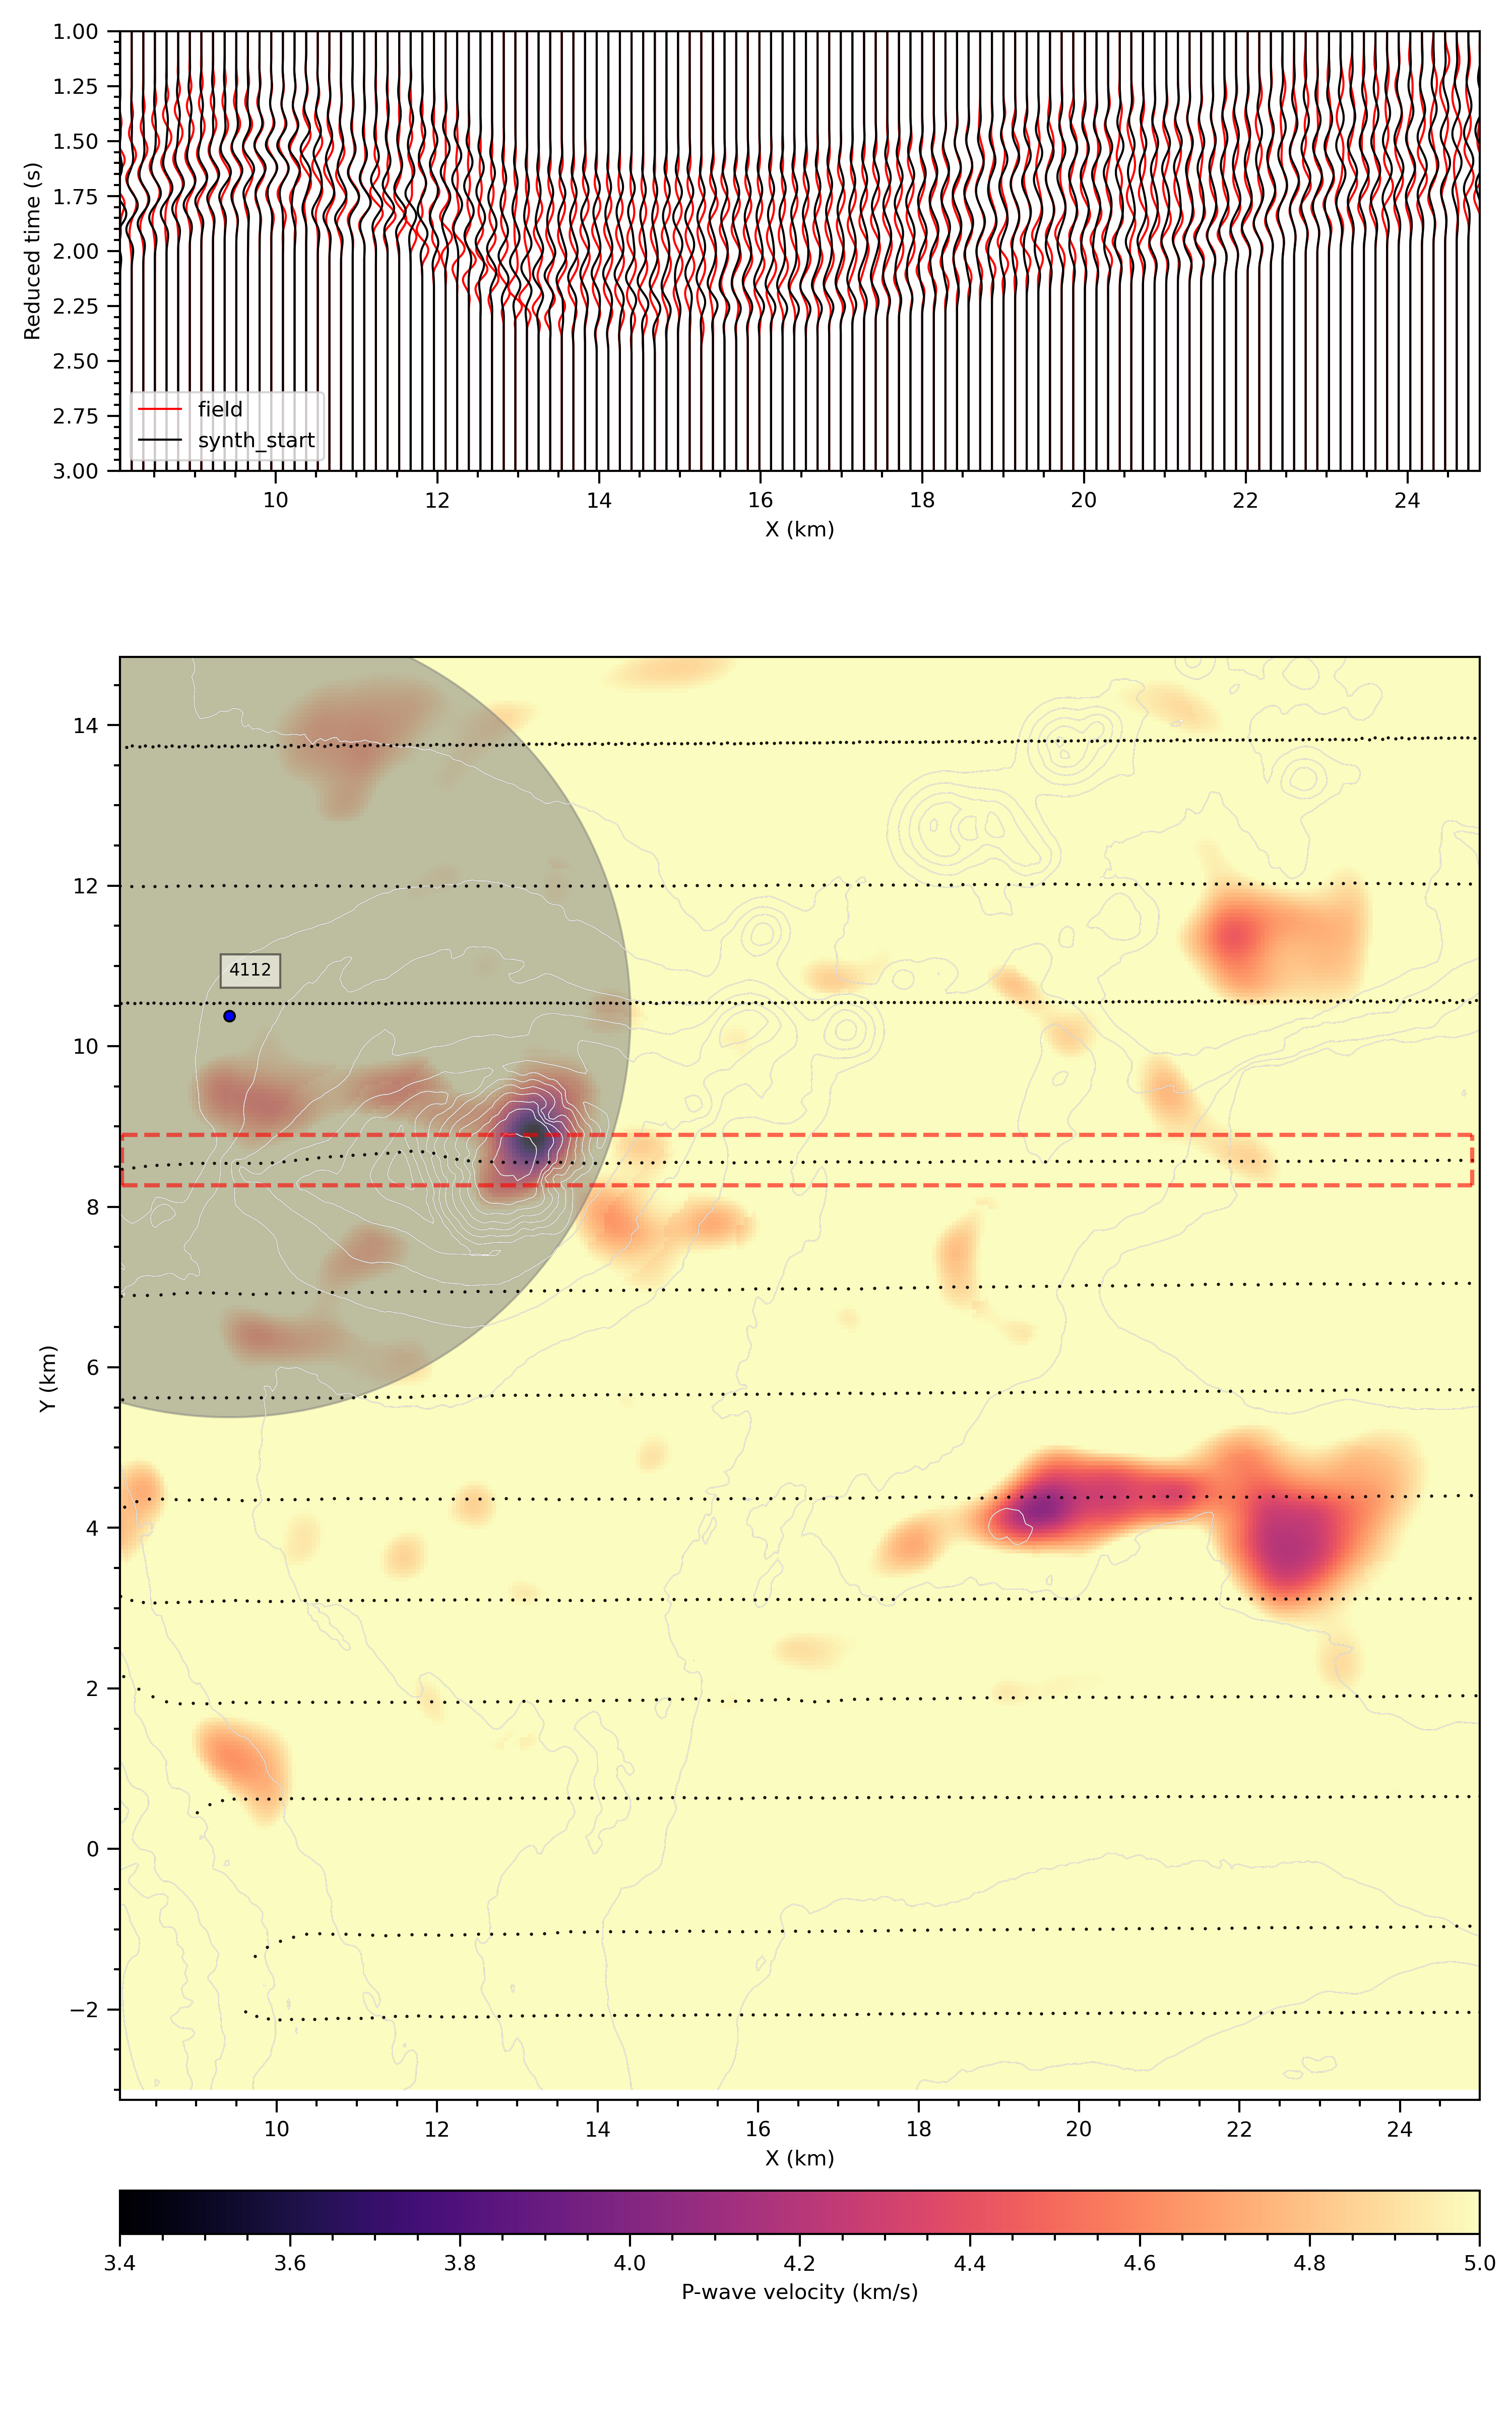 1.00
1.25
1.50
1.75
2.00
2.25
2.50
2.75
3.00
Reduced time (s)
field
synth_start
10 12 14 16 18 20 22 24
X (km)
14
12
10
8
6
4
2
0
−2
Y (km)
4112
10 12 14 16 18 20 22 24
X (km)
3.4 3.6 3.8 4.0 4.2 4.4 4.6 4.8 5.0
P-wave velocity (km/s)